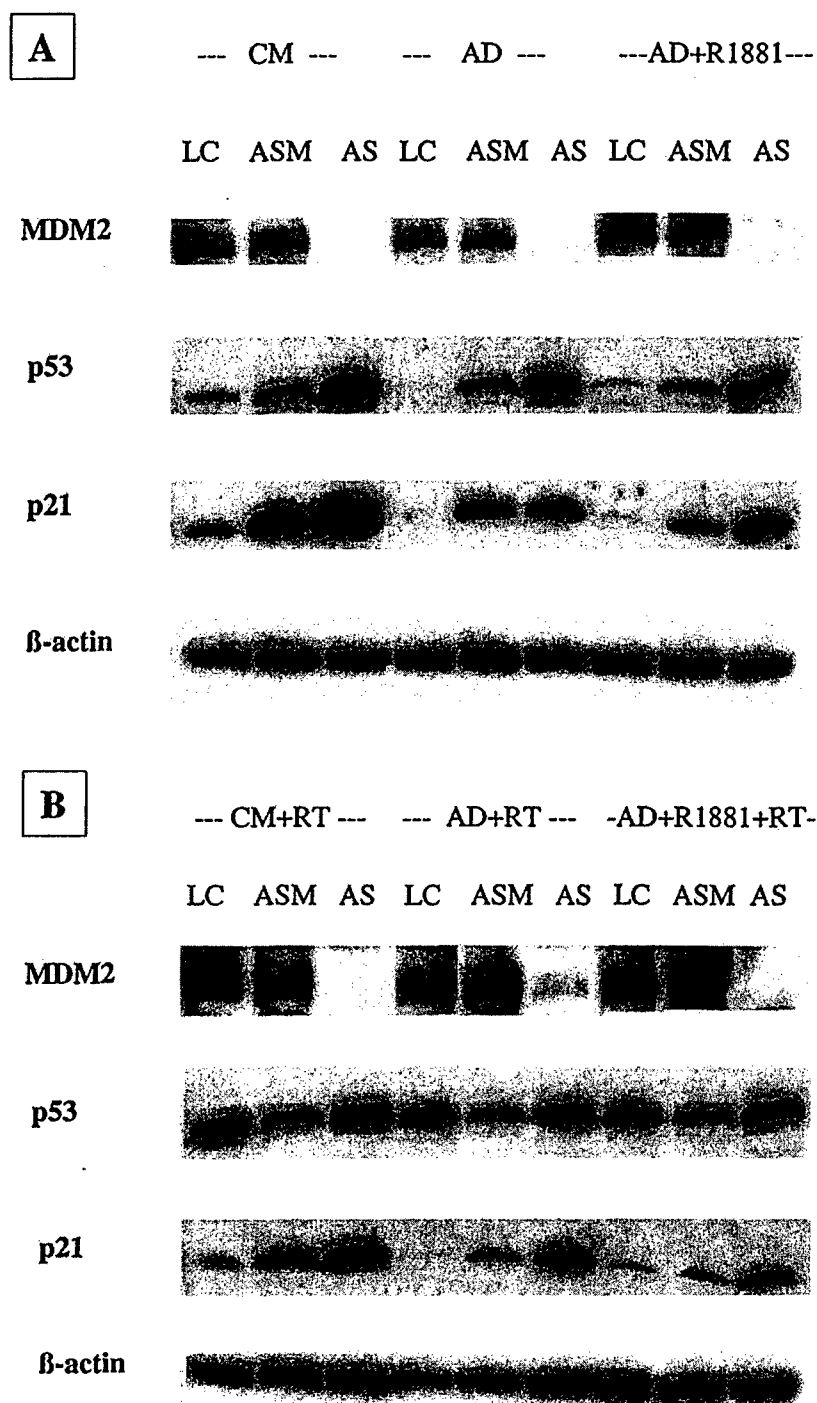 A
--- CM --- --- AD --- ---AD+R1881---
LC ASM AS LC ASM AS LC ASM AS
MDM2
p53
p21
ß-actin
B
--- CM+RT --- --- AD+RT --- -AD+R1881+RT-
LC ASM AS LC ASM AS LC ASM AS
MDM2
p53
p21
ß-actin